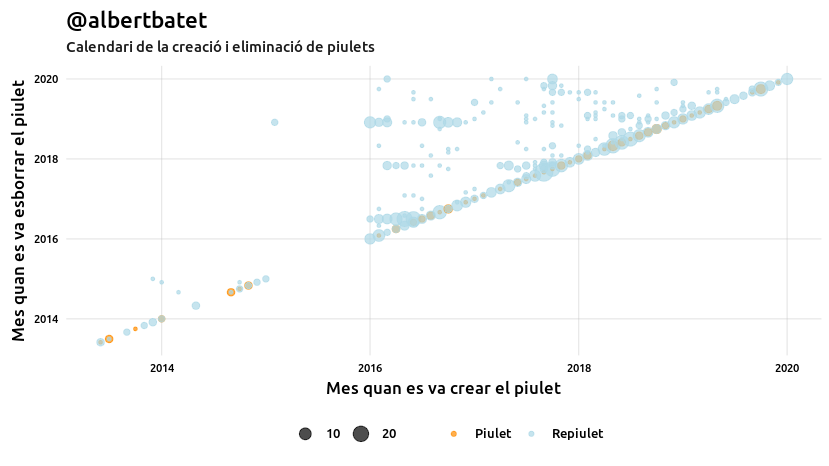 @albertbatet
Calendari de la creació i eliminació de piulets
Mes quan es va esborrar el piulet
2020
2018
2016
2014
2014
2016
2018
2020
Mes quan es va crear el piulet
10
20
Piulet
Repiulet